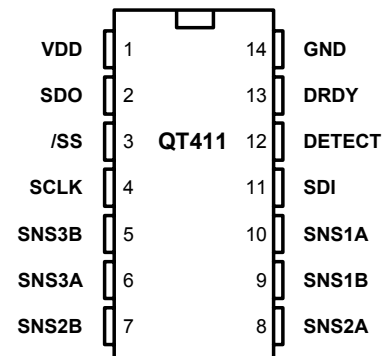 VDD 1 14 GND
SDO 2 13 DRDY
/SS 3 QT411 12 DETECT
SCLK 4 11 SDI
SNS3B 5 10 SNS1A
SNS3A 6 9 SNS1B
SNS2B 7 8 SNS2A